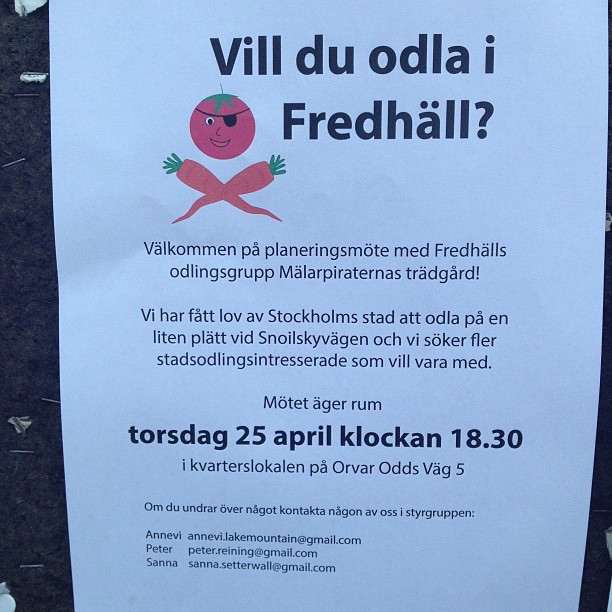 Vill du odla i
Fredhäll?
Välkommen på planeringsmöte med Fredhälls
odlingsgrupp Mälarpiraternas trädgård!
Vi har fått lov av Stockholms stad att odla på en
liten plätt vid Snoilskyvägen och vi söker fler
stadsodlingsintresserade som vill vara med.
Mötet äger rum
torsdag 25 april klockan 18.30
i kvarterslokalen på Orvar Odds Väg 5
Om du undrar över något kontakta någon av oss i styrgruppen:
Annevi annevi.lakemountain@gmail.com
Peter peter.reining@gmail.com
Sanna sanna.setterwall@gmail.com